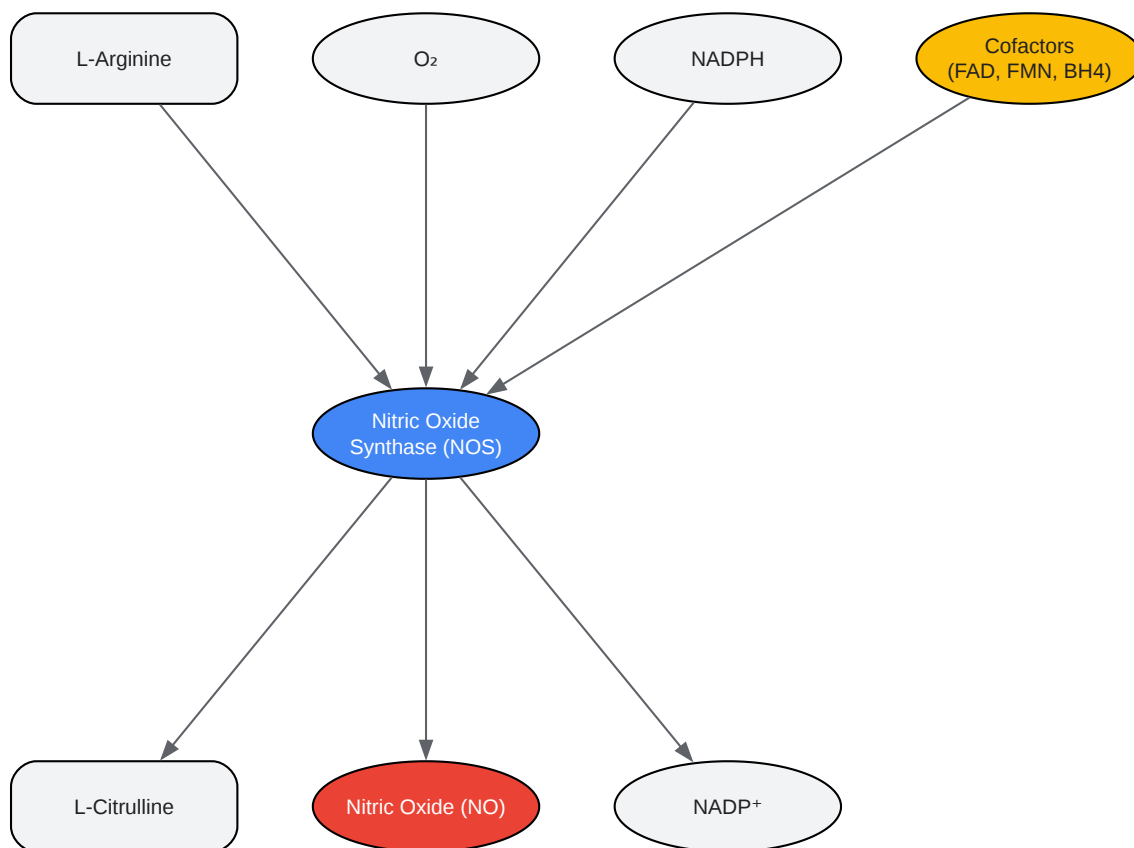 L-Arginine
O₂
NADPH
Cofactors
(FAD, FMN, BH4)
Nitric Oxide
Synthase (NOS)
L-Citrulline
Nitric Oxide (NO)
NADP⁺